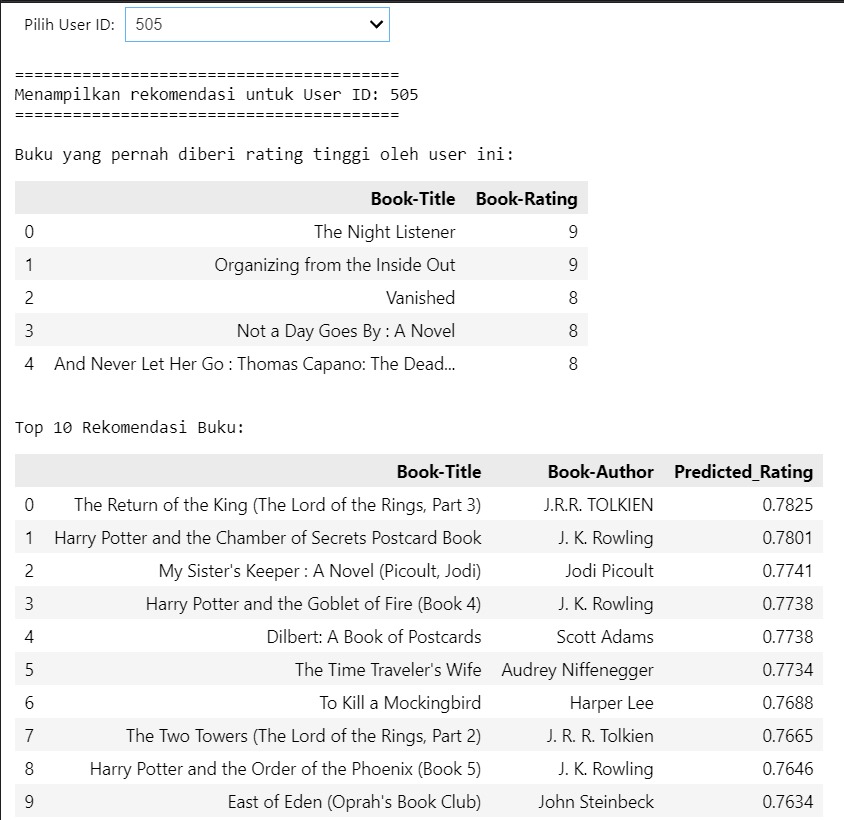 Pilih User ID: 505
========================================
Menampilkan rekomendasi untuk User ID: 505
========================================
Buku yang pernah diberi rating tinggi oleh user ini:
Book-Title Book-Rating
0 The Night Listener 9
1 Organizing from the Inside Out 9
2 Vanished 8
3 Not a Day Goes By : A Novel 8
4 And Never Let Her Go : Thomas Capano: The Dead... 8
Top 10 Rekomendasi Buku:
Book-Title Book-Author Predicted_Rating
0 The Return of the King (The Lord of the Rings, Part 3) J.R.R. TOLKIEN 0.7825
1 Harry Potter and the Chamber of Secrets Postcard Book J. K. Rowling 0.7801
2 My Sister's Keeper : A Novel (Picoult, Jodi) Jodi Picoult 0.7741
3 Harry Potter and the Goblet of Fire (Book 4) J. K. Rowling 0.7738
4 Dilbert: A Book of Postcards Scott Adams 0.7738
5 The Time Traveler's Wife Audrey Niffenegger 0.7734
6 To Kill a Mockingbird Harper Lee 0.7688
7 The Two Towers (The Lord of the Rings, Part 2) J. R. R. Tolkien 0.7665
8 Harry Potter and the Order of the Phoenix (Book 5) J. K. Rowling 0.7646
9 East of Eden (Oprah's Book Club) John Steinbeck 0.7634